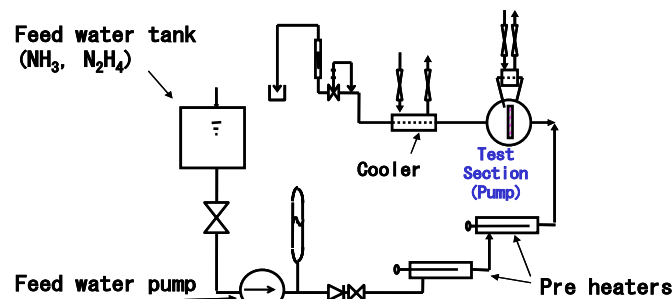 Feed water tank
(NH3, N2H4)
Cooler
Test
Section
(Pump)
Feed water pump
Pre heaters